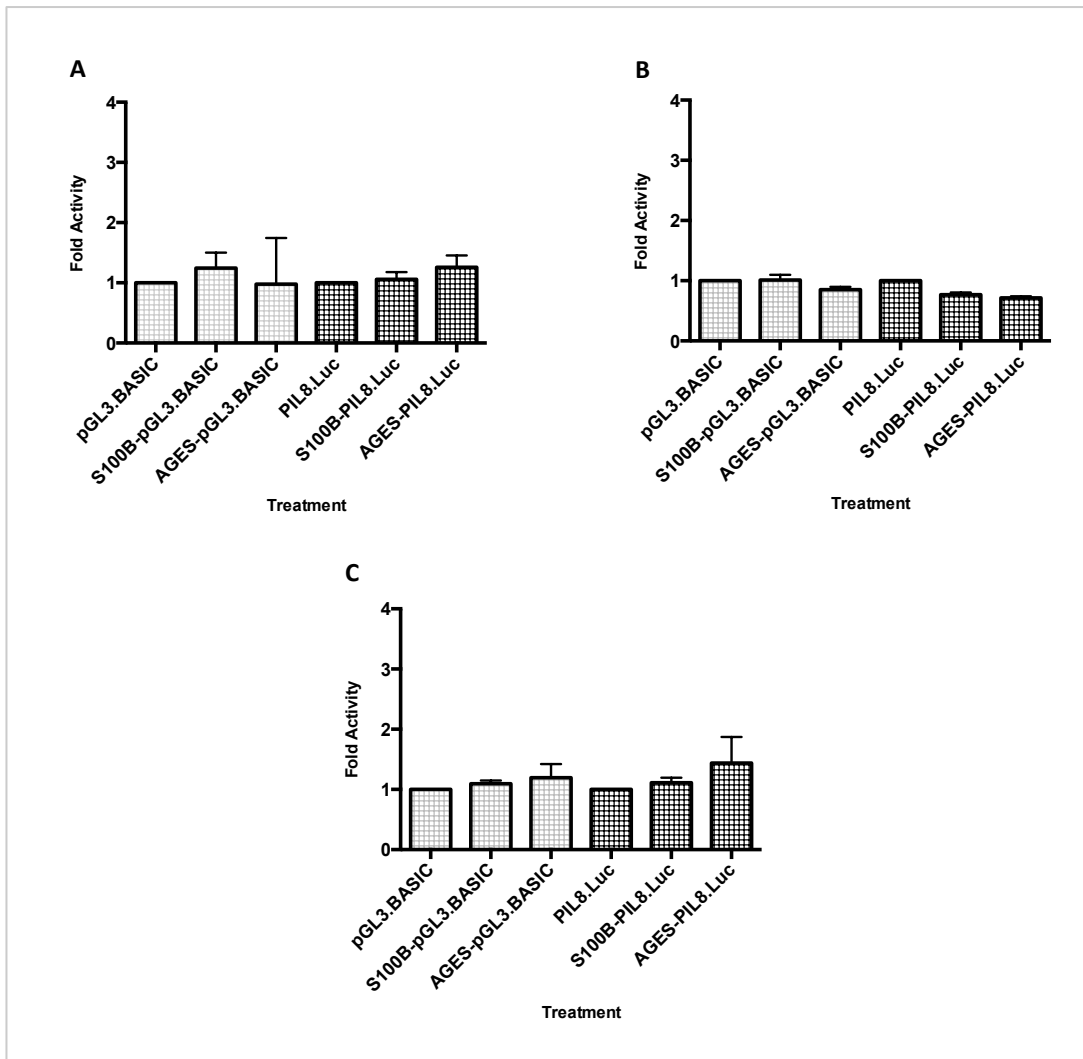 A
4
3
2
1
0
Fold Activity
pGL3.BASIC
S100B-pGL3.BASIC
AGES-pGL3.BASIC
PIL8.Luc
S100B-PIL8.Luc
AGES-PIL8.Luc
Treatment
B
4
3
2
1
0
Fold Activity
pGL3.BASIC
S100B-pGL3.BASIC
AGES-pGL3.BASIC
PIL8.Luc
S100B-PIL8.Luc
AGES-PIL8.Luc
Treatment
C
4
3
2
1
0
Fold Activity
pGL3.BASIC
S100B-pGL3.BASIC
AGES-pGL3.BASIC
PIL8.Luc
S100B-PIL8.Luc
AGES-PIL8.Luc
Treatment